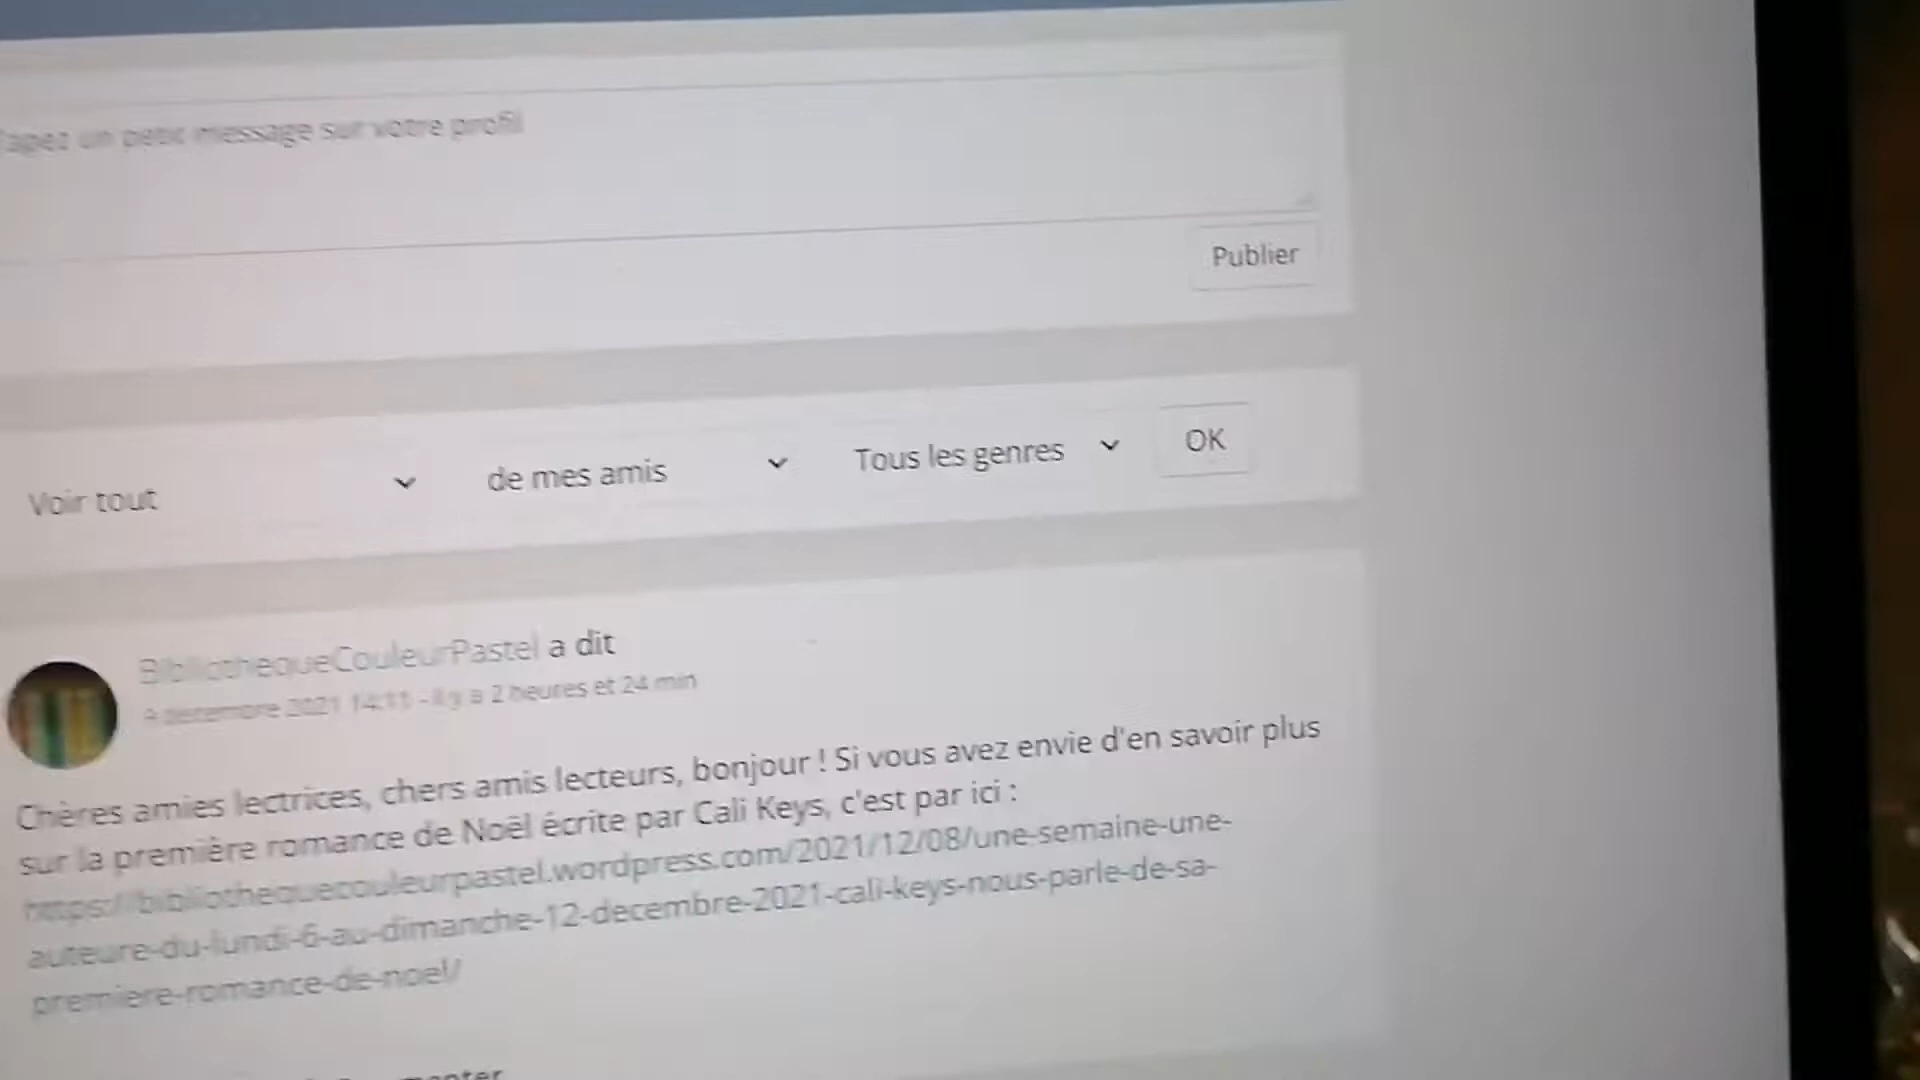 Tapez un petit message sur votre profil
Publier
Voir tout de mes amis Tous les genres OK
BibliothequeCouleurPastel a dit
décembre 2021 14:11 - il y a 2 heures et 24 min
Chères amies lectrices, chers amis lecteurs, bonjour ! Si vous avez envie d'en savoir plus
sur la première romance de Noël écrite par Cali Keys, c'est par ici :
https://bibliothequecouleurpastel.wordpress.com/2021/12/08/une-semaine-une-
auteure-du-lundi-6-au-dimanche-12-decembre-2021-cali-keys-nous-parle-de-sa-
premiere-romance-de-noel/